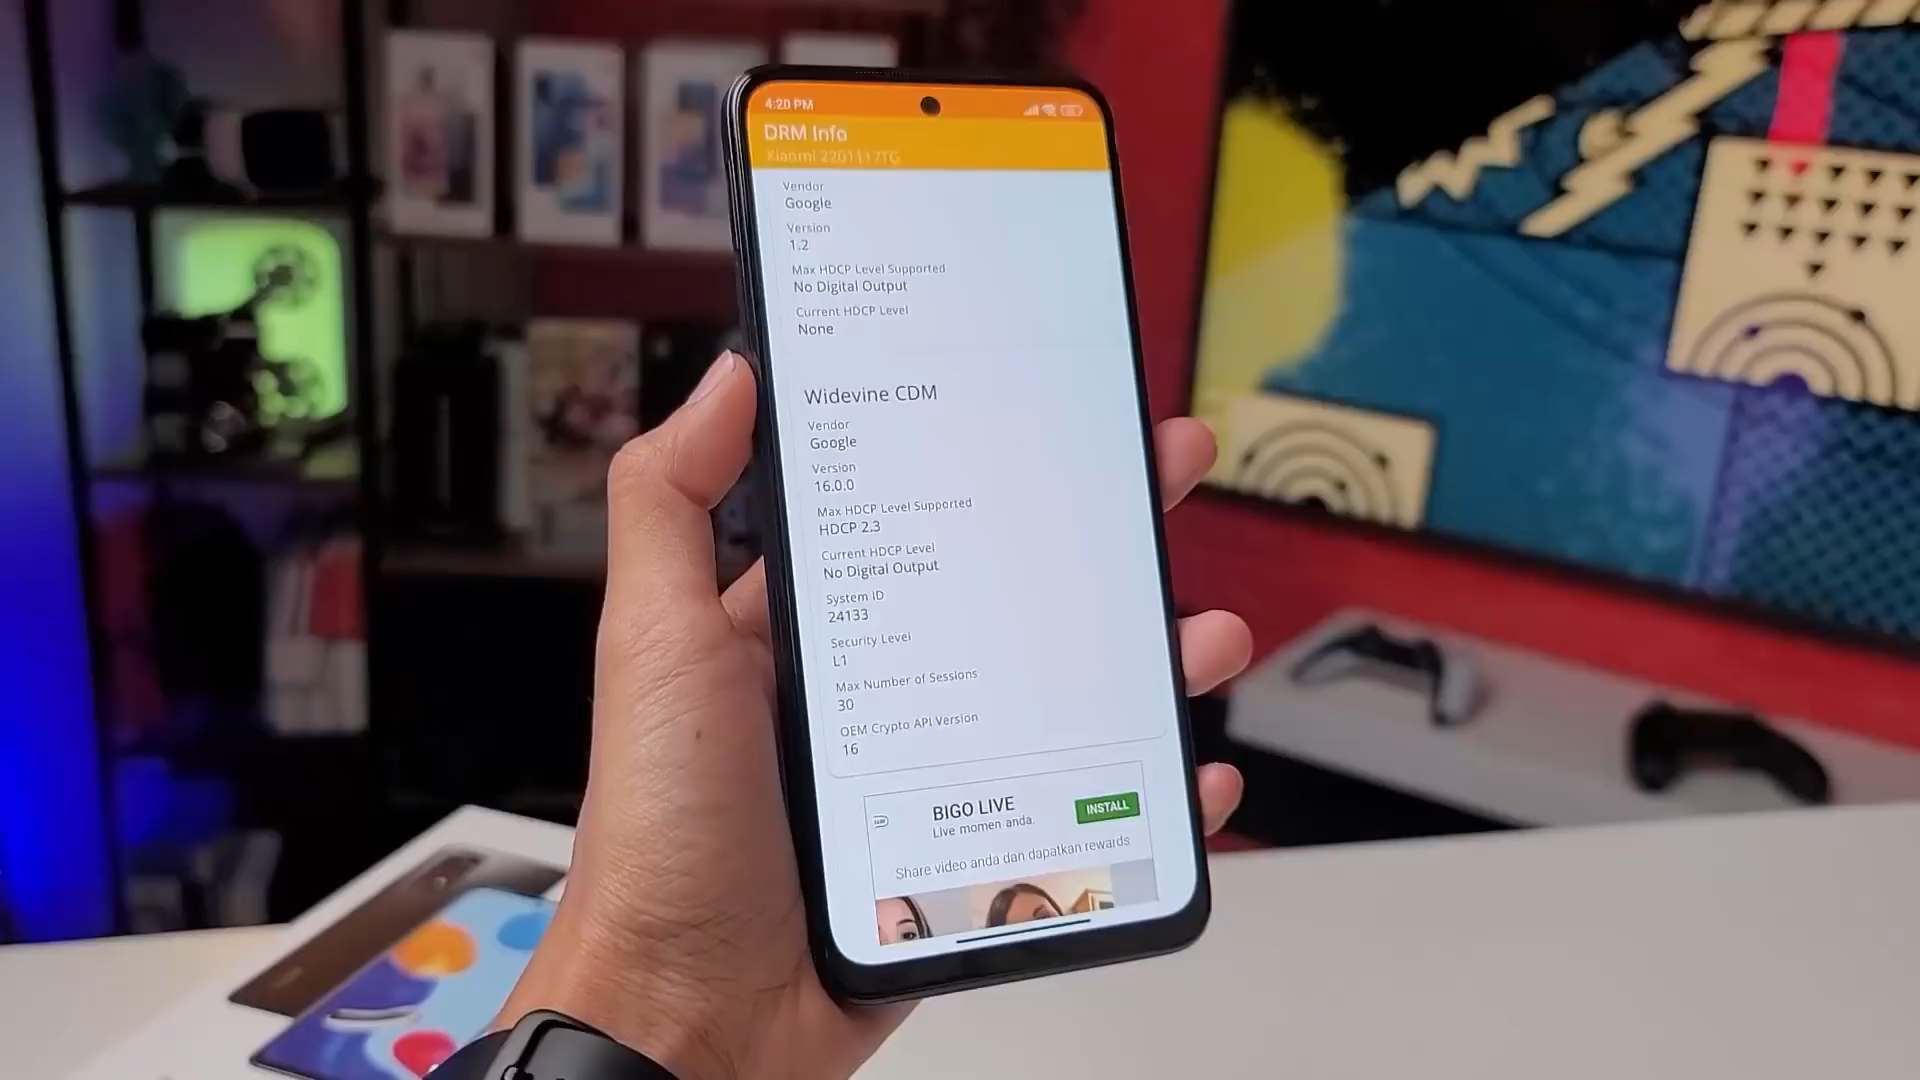 4:20 PM
DRM Info
Xiaomi 2201117TG
Vendor
Google
Version
1.2
Max HDCP Level Supported
No Digital Output
Current HDCP Level
None
Widevine CDM
Vendor
Google
Version
16.0.0
Max HDCP Level Supported
HDCP 2.3
Current HDCP Level
No Digital Output
System ID
24133
Security Level
L1
Max Number of Sessions
30
OEM Crypto API Version
16
BIGO LIVE
Live momen anda.
INSTALL
Share video anda dan dapatkan rewards